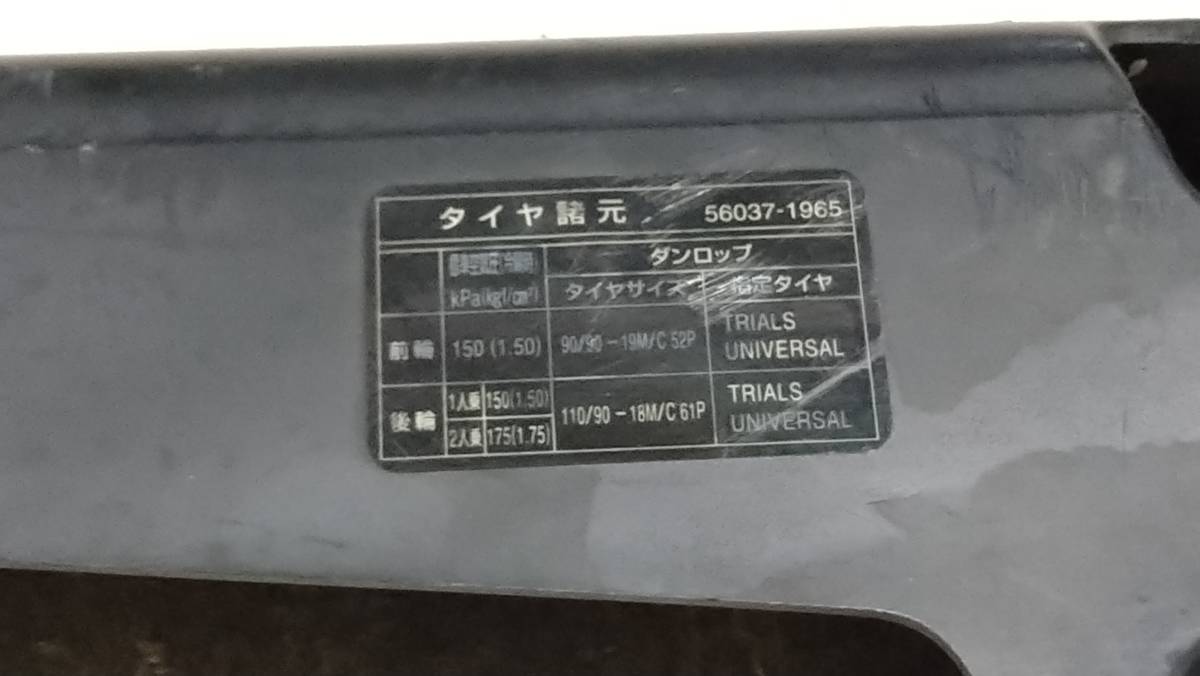 タイヤ諸元 56037-1965
ダンロップ
kPa(kgf/cm²) タイヤサイズ 指定タイヤ
前輪 150 (1.50) 90/90-19M/C 52P TRIALS
UNIVERSAL
後輪 1人乗 150(1.50) 110/90-18M/C 61P TRIALS
UNIVERSAL
2人乗 175(1.75)